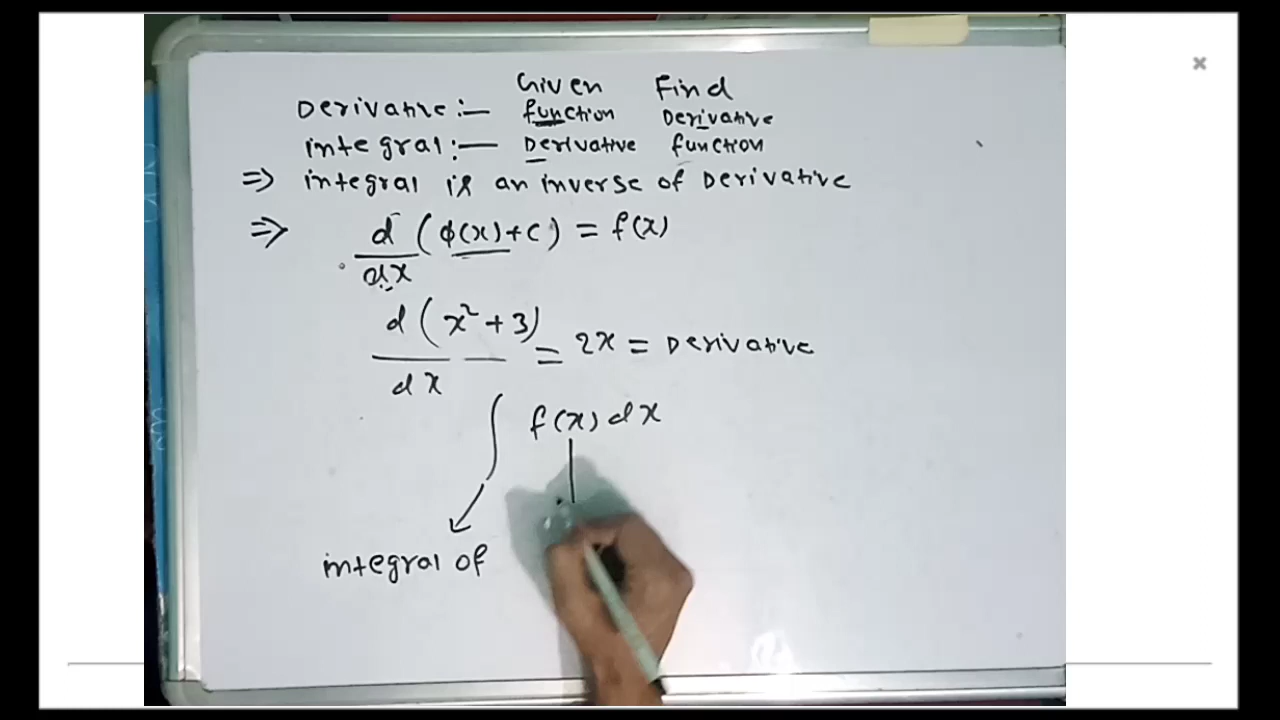 Given Find
Derivative :— function Derivative
integral :— Derivative function
⇒ integral is an inverse of Derivative
⇒ d/dx (ϕ(x)+c) = f(x)
d(x²+3)/dx = 2x = Derivative
∫ f(x) dx
integral of